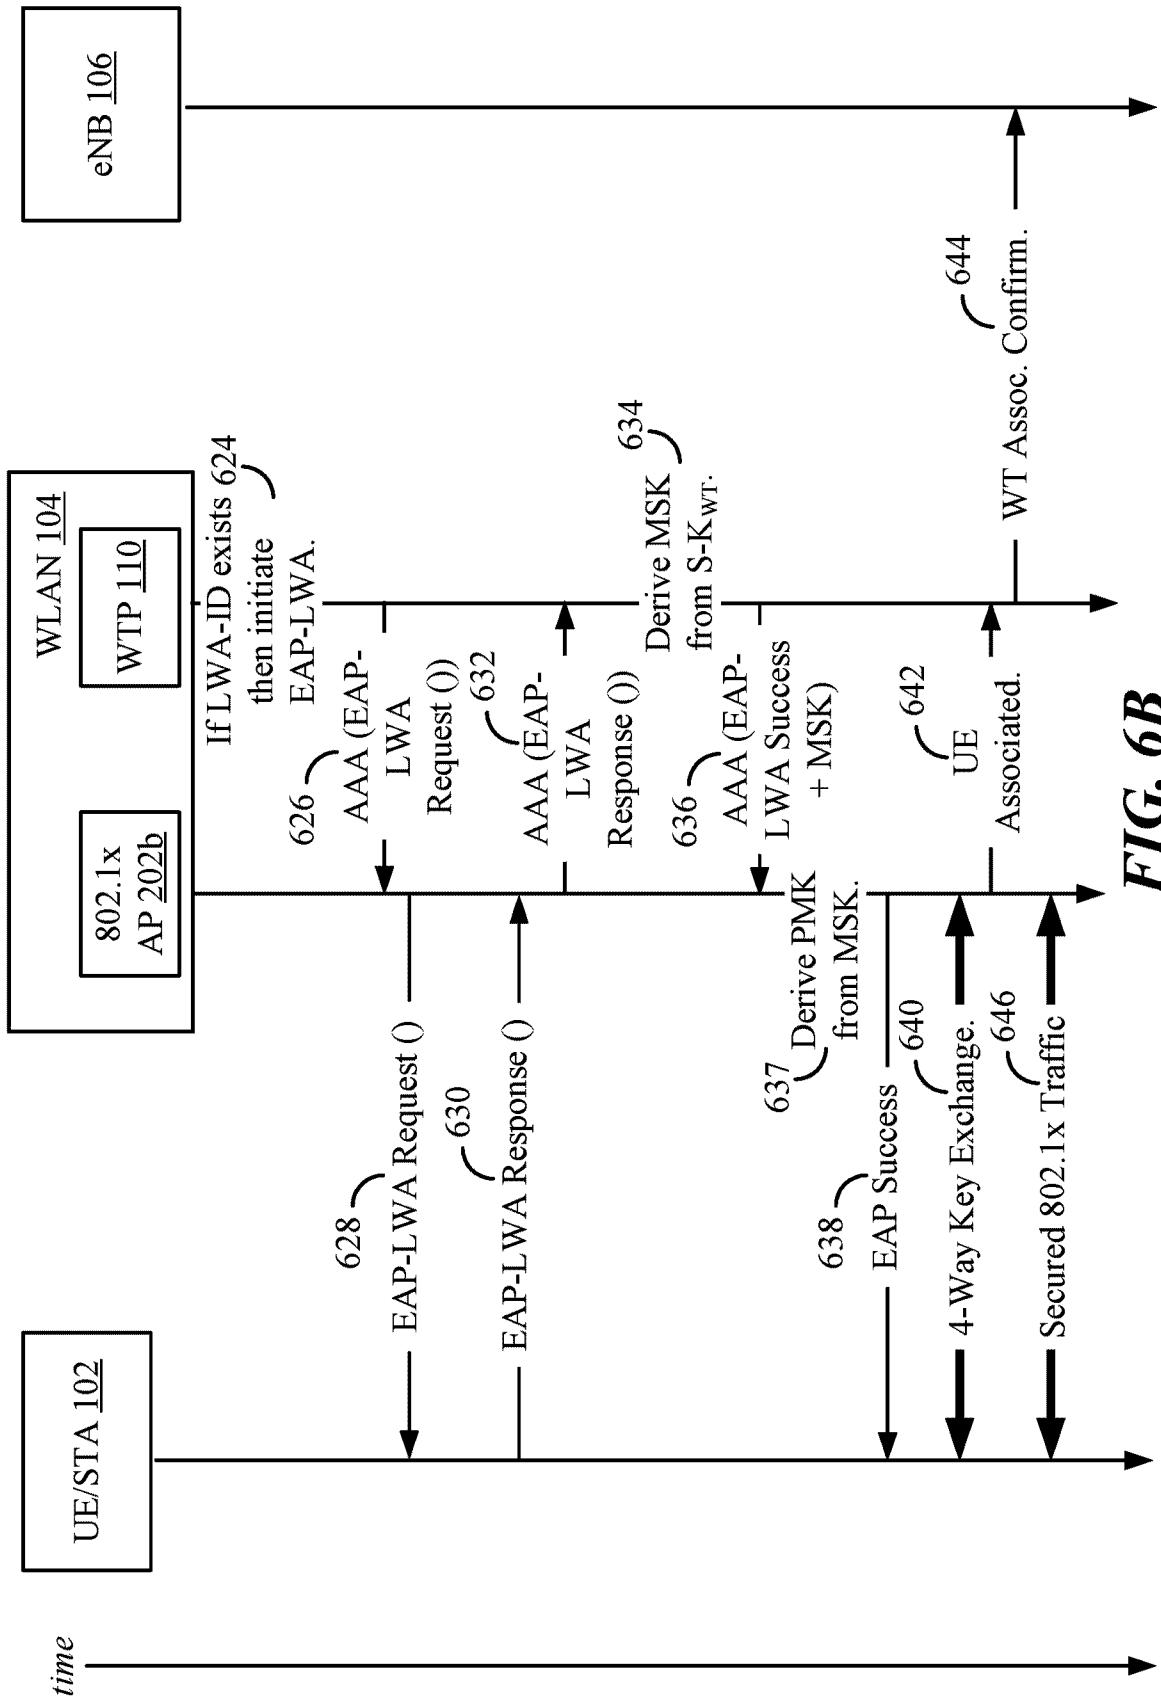 time
UE/STA 102
WLAN 104
802.1x
AP 202b
WTP 110
eNB 106
If LWA-ID exists
then initiate
EAP-LWA.
624
626
AAA (EAP-
LWA
Request ())
628
EAP-LWA Request ()
630
EAP-LWA Response ()
632
AAA (EAP-
LWA
Response ())
634
Derive MSK
from S-KWT.
636
AAA (EAP-
LWA Success
+ MSK)
637
Derive PMK
from MSK.
638
EAP Success
640
4-Way Key Exchange.
642
UE
Associated.
644
WT Assoc. Confirm.
646
Secured 802.1x Traffic
FIG. 6B